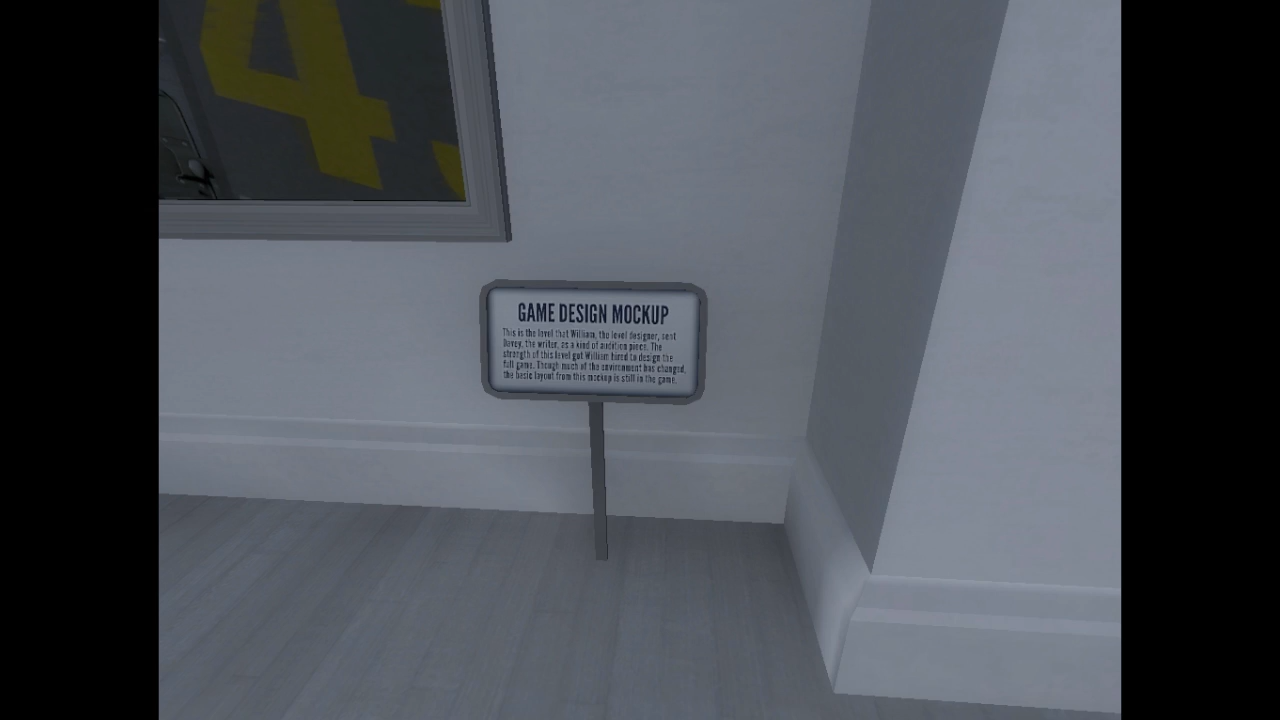 4
GAME DESIGN MOCKUP
This is the level that William, the level designer, sent
Davey, the writer, as a kind of audition piece. The
strength of this level got William hired to design the
full game. Though much of the environment has changed,
the basic layout from this mockup is still in the game.